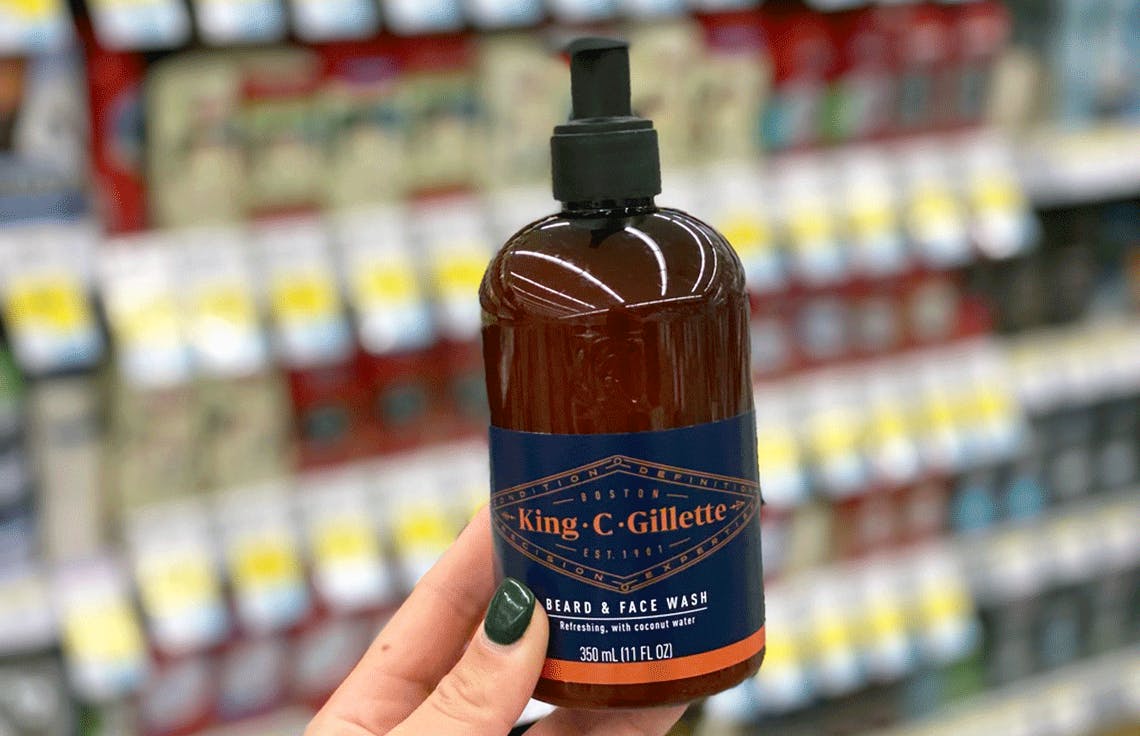 CONDITION DEFINITION
BOSTON
King·C·Gillette
EST. 1901
PRECISION EXPERTISE
BEARD & FACE WASH
Refreshing, with coconut water
350 mL (11 FL OZ)